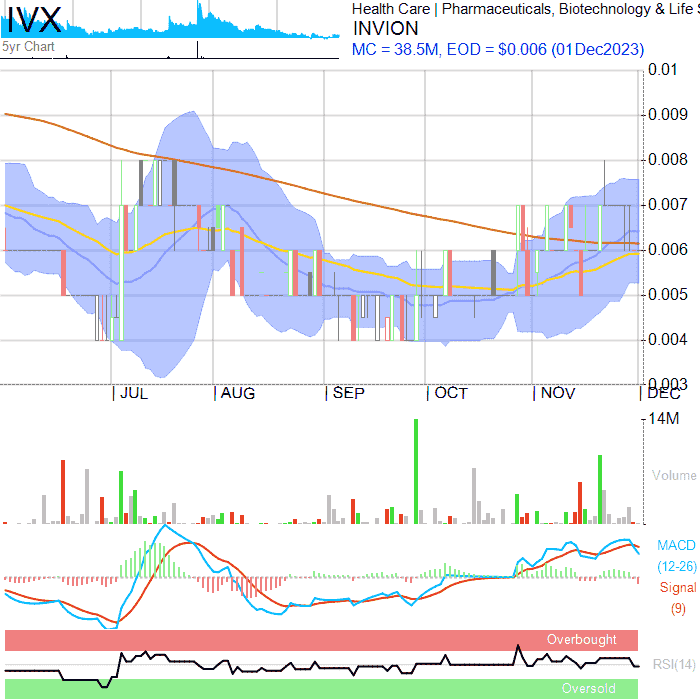 IVX
5yr Chart
Health Care | Pharmaceuticals, Biotechnology & Life S
INVION
MC = 38.5M, EOD = $0.006 (01Dec2023)
0.01
0.009
0.008
0.007
0.006
0.005
0.004
0.003
| JUL
| AUG
| SEP
| OCT
| NOV
| DEC
14M
Volume
MACD
(12-26)
Signal
(9)
Overbought
RSI(14)
Oversold